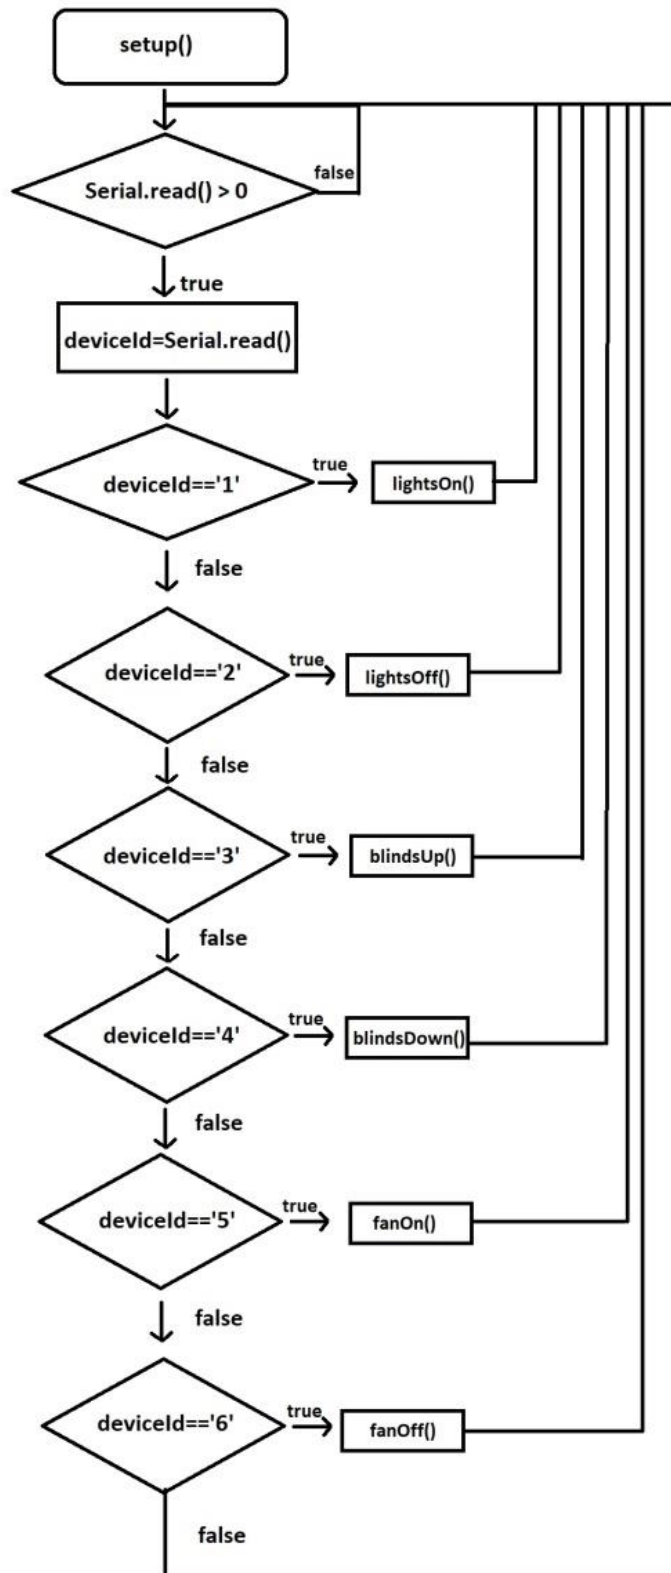 setup()
false
Serial.read() > 0
true
deviceId=Serial.read()
true
deviceId=='1'
lightsOn()
false
true
deviceId=='2'
lightsOff()
false
true
deviceId=='3'
blindsUp()
false
true
deviceId=='4'
blindsDown()
false
true
deviceId=='5'
fanOn()
false
true
deviceId=='6'
fanOff()
false